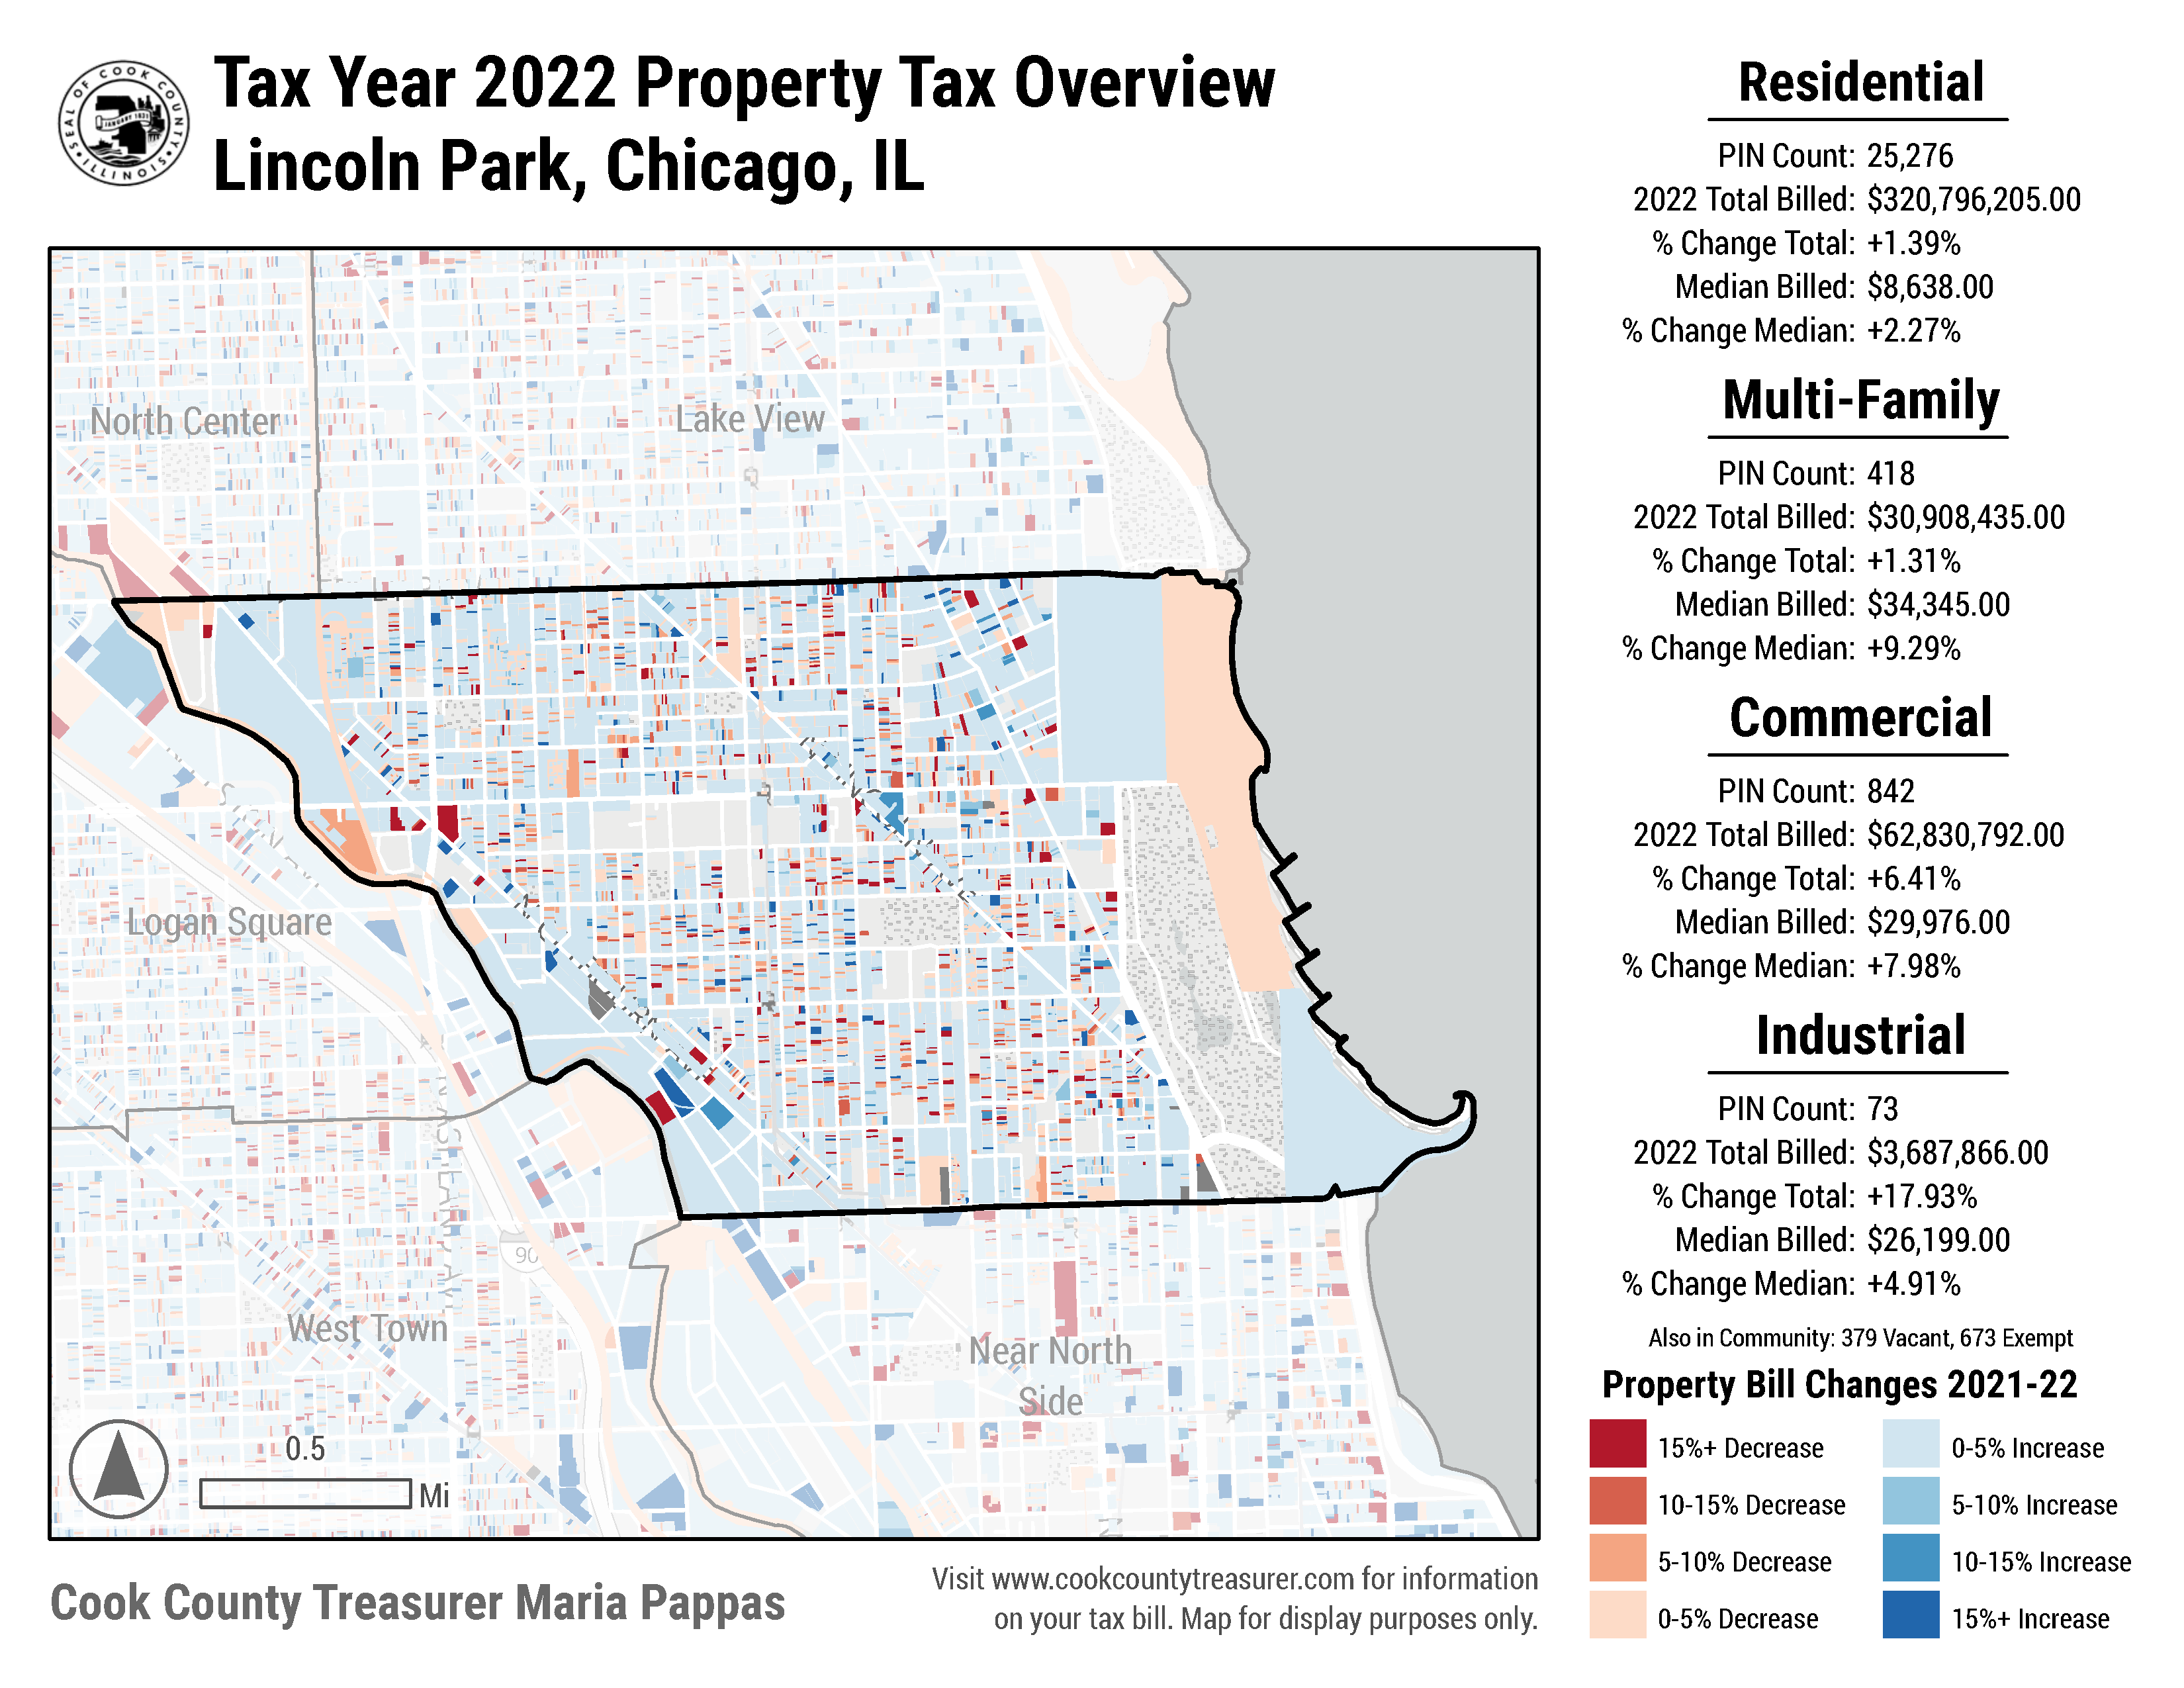 SEAL OF COOK COUNTY
ILLINOIS
JANUARY 1831
Tax Year 2022 Property Tax Overview
Lincoln Park, Chicago, IL
North Center
Lake View
Logan Square
West Town
Near North
Side
90
0.5
Mi
Cook County Treasurer Maria Pappas
Visit www.cookcountytreasurer.com for information
on your tax bill. Map for display purposes only.
Residential
PIN Count: 25,276
2022 Total Billed: $320,796,205.00
% Change Total: +1.39%
Median Billed: $8,638.00
% Change Median: +2.27%
Multi-Family
PIN Count: 418
2022 Total Billed: $30,908,435.00
% Change Total: +1.31%
Median Billed: $34,345.00
% Change Median: +9.29%
Commercial
PIN Count: 842
2022 Total Billed: $62,830,792.00
% Change Total: +6.41%
Median Billed: $29,976.00
% Change Median: +7.98%
Industrial
PIN Count: 73
2022 Total Billed: $3,687,866.00
% Change Total: +17.93%
Median Billed: $26,199.00
% Change Median: +4.91%
Also in Community: 379 Vacant, 673 Exempt
Property Bill Changes 2021-22
15%+ Decrease
10-15% Decrease
5-10% Decrease
0-5% Decrease
0-5% Increase
5-10% Increase
10-15% Increase
15%+ Increase